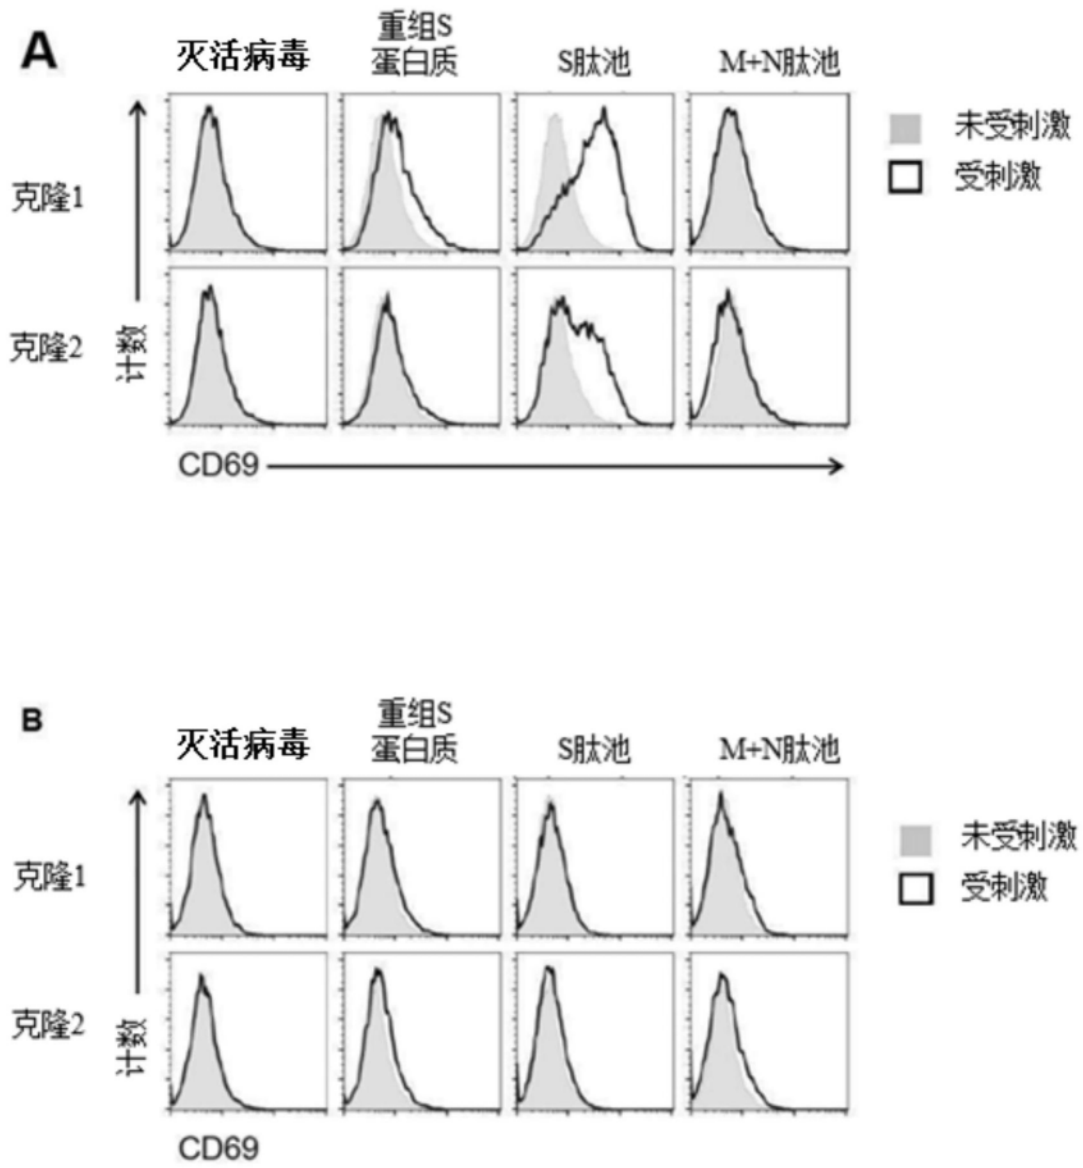 A
灭活病毒
重组S
蛋白质
S肽池
M+N肽池
未受刺激
受刺激
克隆1
克隆2
计数
CD69
B
灭活病毒
重组S
蛋白质
S肽池
M+N肽池
未受刺激
受刺激
克隆1
克隆2
计数
CD69